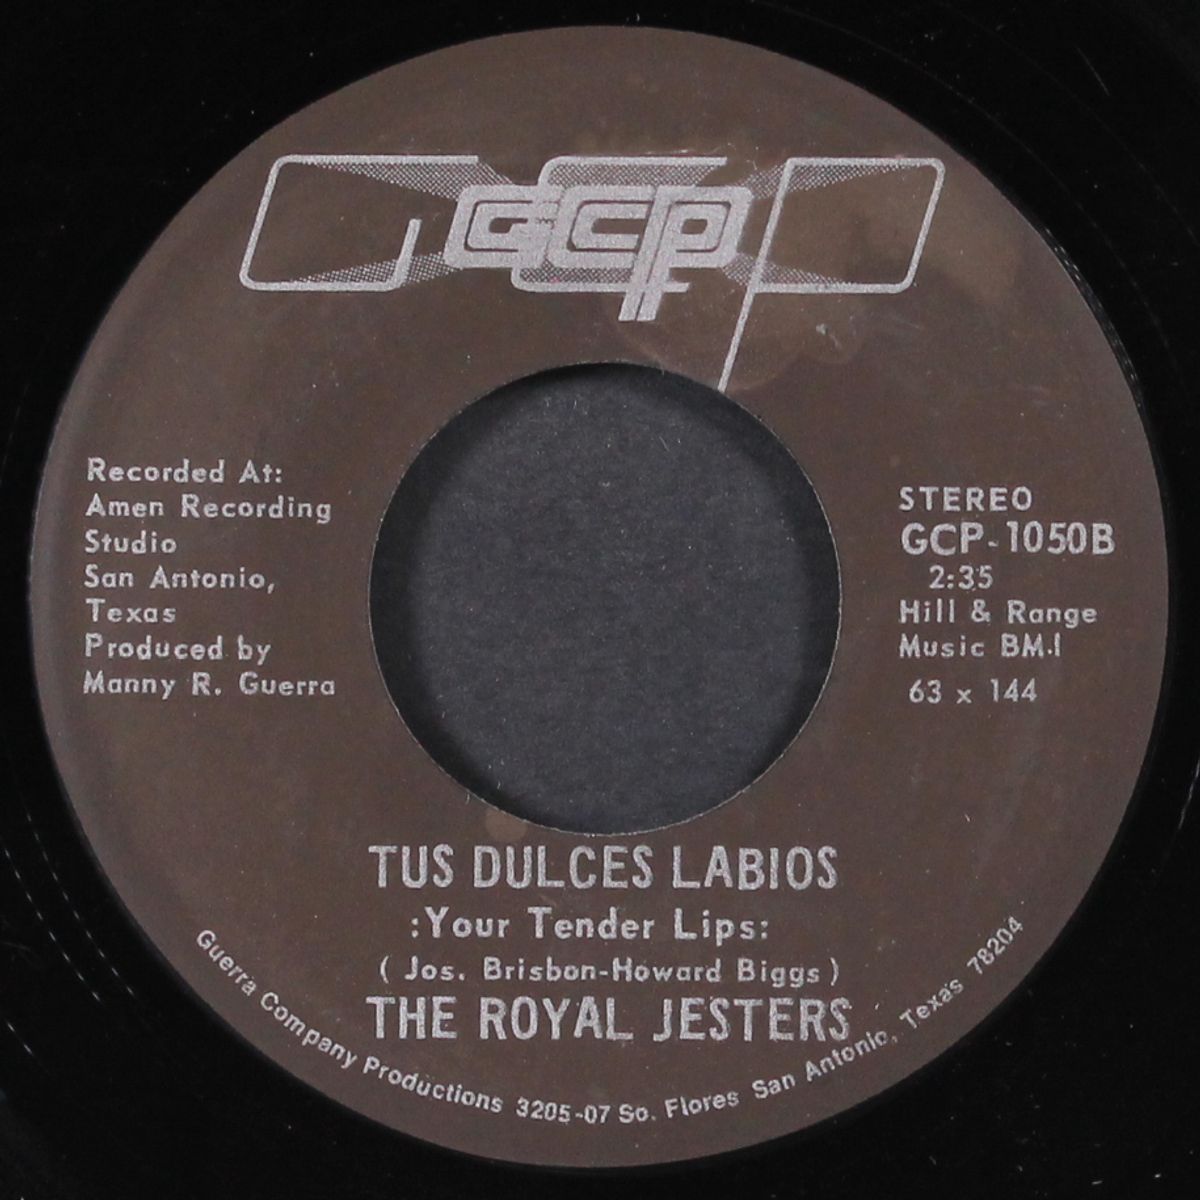 GCP
Recorded At:
Amen Recording
Studio
San Antonio,
Texas
Produced by
Manny R. Guerra
STEREO
GCP-1050B
2:35
Hill & Range
Music BM.I
63 x 144
TUS DULCES LABIOS
:Your Tender Lips:
( Jos. Brisbon-Howard Biggs )
THE ROYAL JESTERS
Guerra Company Productions 3205-07 So. Flores San Antonio, Texas 78204